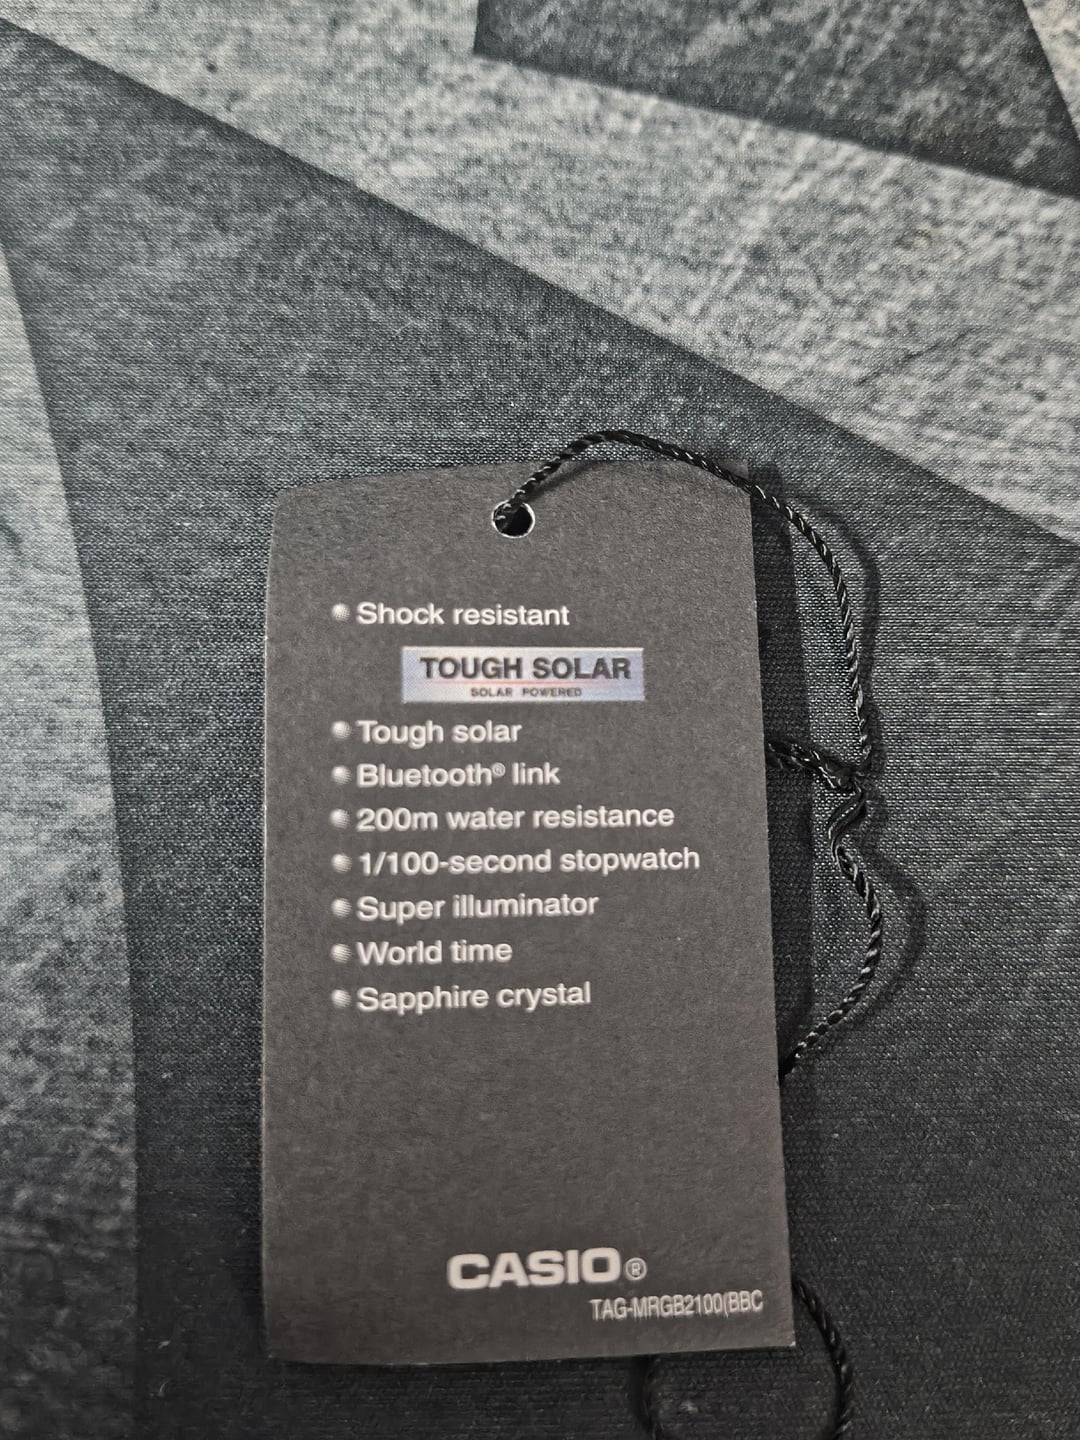 Shock resistant
TOUGH SOLAR
SOLAR POWERED
Tough solar
Bluetooth® link
200m water resistance
1/100-second stopwatch
Super illuminator
World time
Sapphire crystal
CASIO®
TAG-MRGB2100(BBC